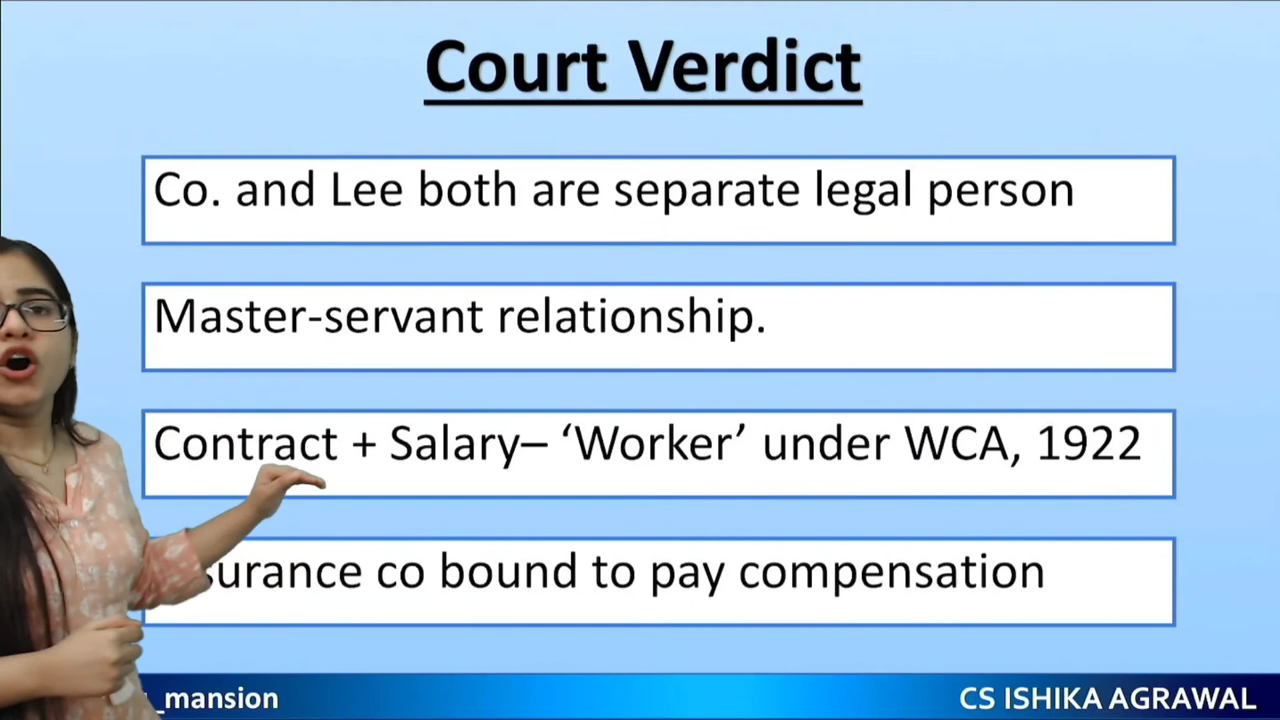 Court Verdict
Co. and Lee both are separate legal person
Master-servant relationship.
Contract + Salary– ‘Worker’ under WCA, 1922
co bound to pay compensation
_mansion
CS ISHIKA AGRAWAL